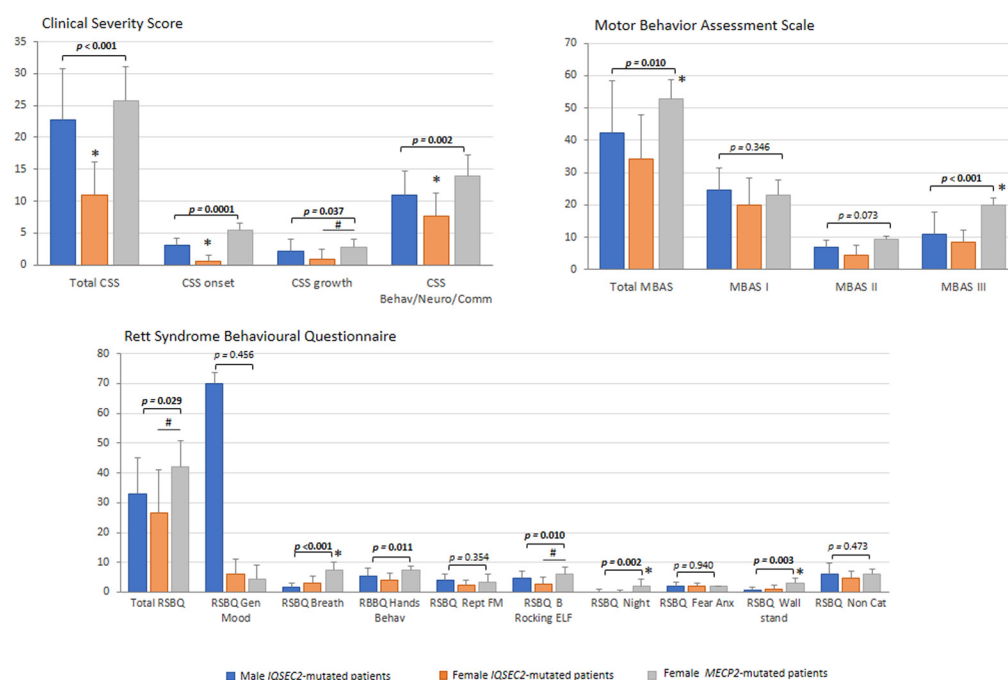 Clinical Severity Score
35
30
25
20
15
10
5
0
p < 0.001
*
p = 0.0001
*
p = 0.037
#
p = 0.002
*
Total CSS
CSS onset
CSS growth
CSS
Behav/Neuro/Comm
Motor Behavior Assessment Scale
70
60
50
40
30
20
10
0
p = 0.010
*
p = 0.346
p = 0.073
p < 0.001
*
Total MBAS
MBAS I
MBAS II
MBAS III
Rett Syndrome Behavioural Questionnaire
80
70
60
50
40
30
20
10
0
p = 0.029
#
p = 0.456
p <0.001
*
p = 0.011
p = 0.354
p = 0.010
#
p = 0.002
*
p = 0.940
p = 0.003
*
p = 0.473
Total RSBQ
RSBQ Gen
Mood
RSBQ Breath
RBBQ Hands
Behav
RSBQ Rept FM
RSBQ B
Rocking ELF
RSBQ Night
RSBQ Fear Anx
RSBQ Wall
stand
RSBQ Non Cat
Male IQSEC2-mutated patients
Female IQSEC2-mutated patients
Female MECP2-mutated patients